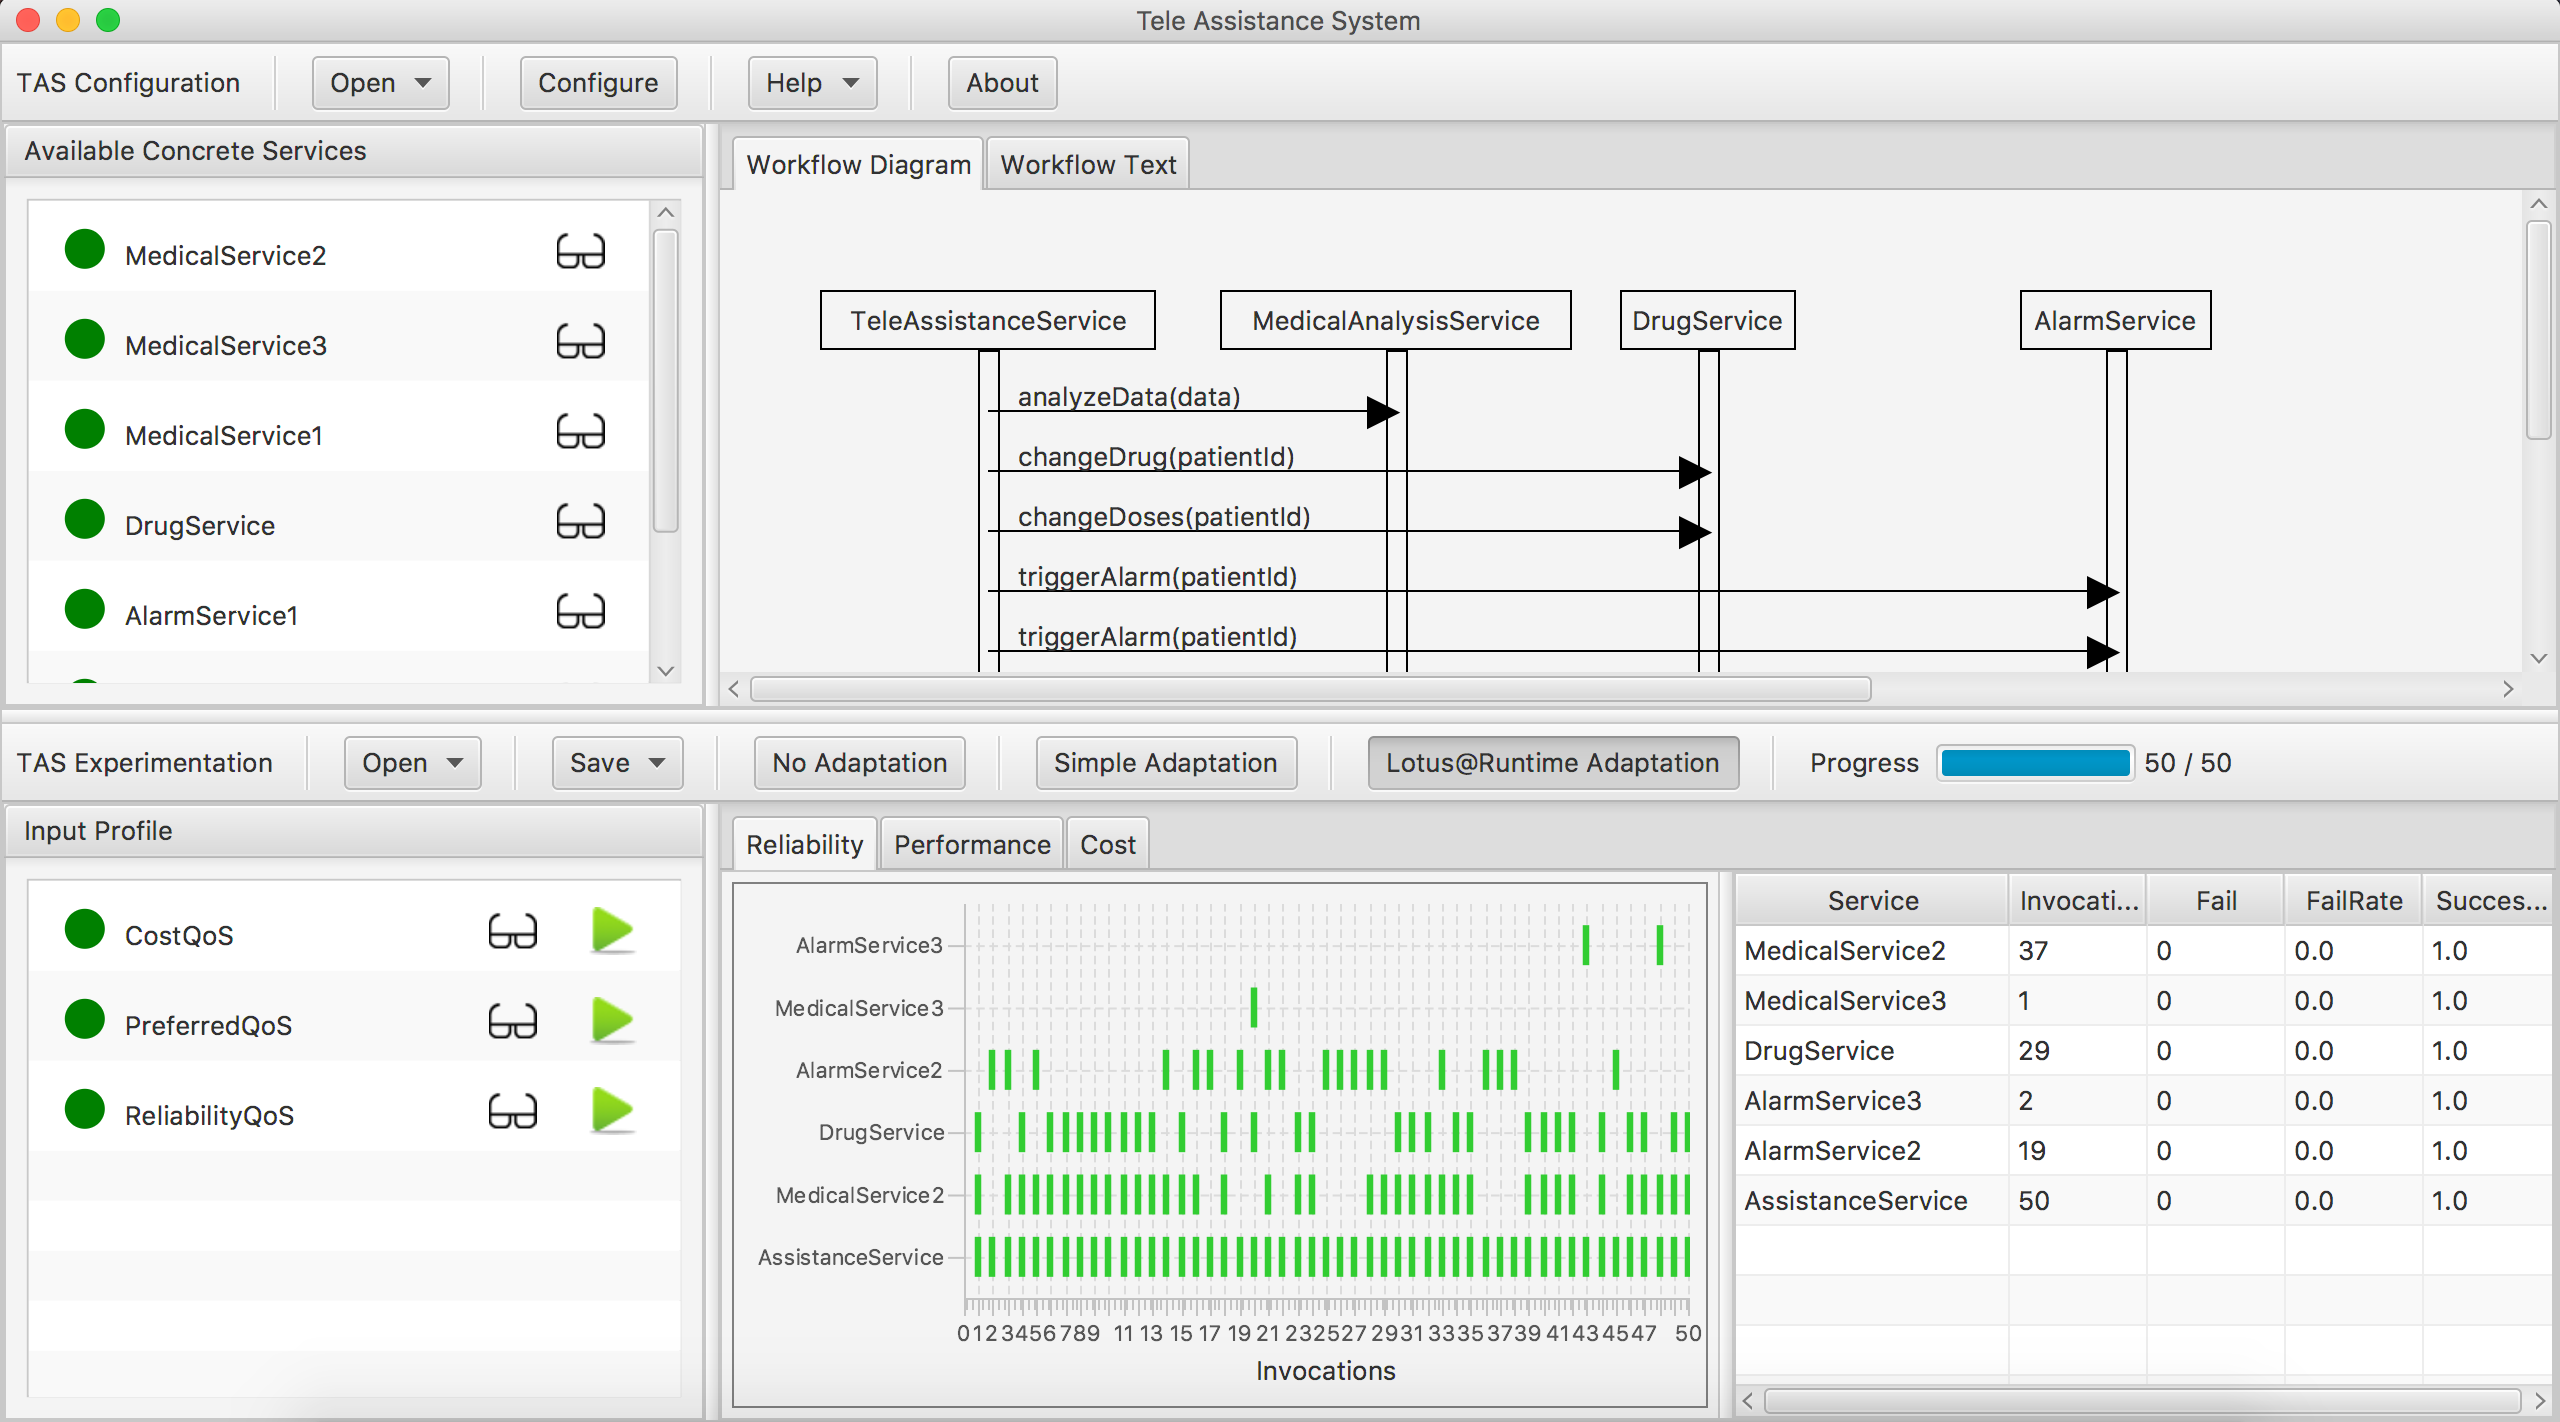 Tele Assistance System
TAS Configuration Open Configure Help About
Available Concrete Services
MedicalService2
MedicalService3
MedicalService1
DrugService
AlarmService1
Workflow Diagram Workflow Text
TeleAssistanceService MedicalAnalysisService DrugService AlarmService
analyzeData(data)
changeDrug(patientId)
changeDoses(patientId)
triggerAlarm(patientId)
triggerAlarm(patientId)
TAS Experimentation Open Save No Adaptation Simple Adaptation Lotus@Runtime Adaptation Progress 50 / 50
Input Profile
CostQoS
PreferredQoS
ReliabilityQoS
Reliability Performance Cost
AlarmService3
MedicalService3
AlarmService2
DrugService
MedicalService2
AssistanceService
0 1 2 3 4 5 6 7 8 9 11 13 15 17 19 21 23 25 27 29 31 33 35 37 39 41 43 45 47 50
Invocations
Service Invocati... Fail FailRate Succes...
MedicalService2 37 0 0.0 1.0
MedicalService3 1 0 0.0 1.0
DrugService 29 0 0.0 1.0
AlarmService3 2 0 0.0 1.0
AlarmService2 19 0 0.0 1.0
AssistanceService 50 0 0.0 1.0